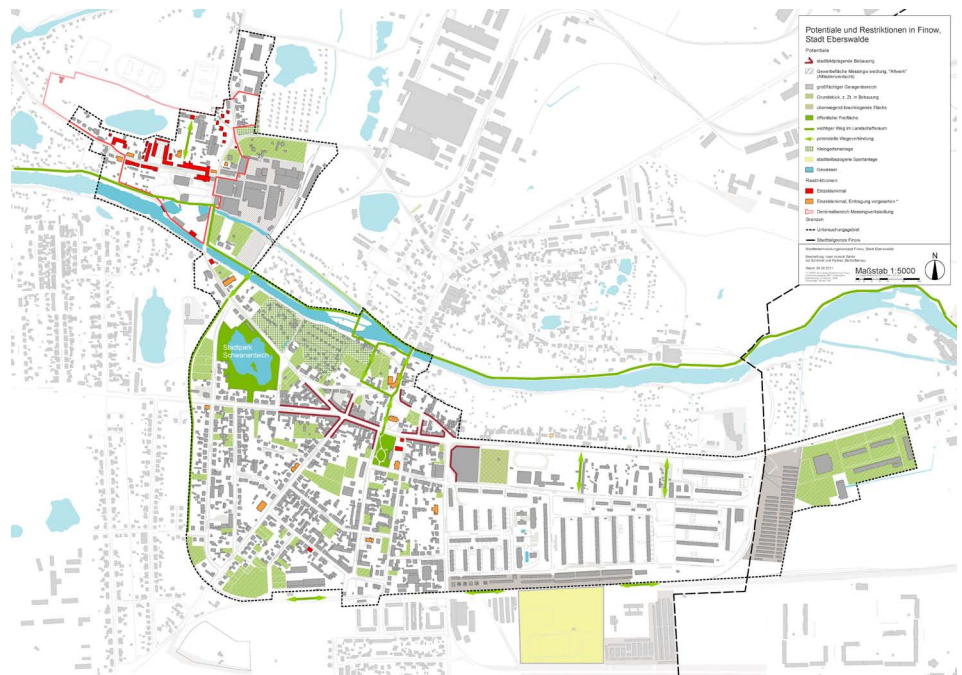 Potentiale und Restriktionen in Finow,
Stadt Eberswalde
Potentiale
stadtbildprägende Bebauung
Gewerbefläche Messingwerksiedlung, "Altwerk"
(Altlastenverdacht)
großflächiger Garagenbereich
Grundstück, z. Zt. in Bebauung
überwiegend brachliegende Fläche
öffentliche Freifläche
wichtiger Weg im Landschaftsraum
potenzielle Wegeverbindung
Kleingartenanlage
stadtteilbezogene Sportanlage
Gewässer
Restriktionen
Einzeldenkmal
Einzeldenkmal, Eintragung vorgesehen *
Denkmalbereich Messingwerksiedlung
Grenzen
Untersuchungsgebiet
Stadtteilgrenze Finow
Maßstab 1:5000
N
Stadtpark
Schwanenteich